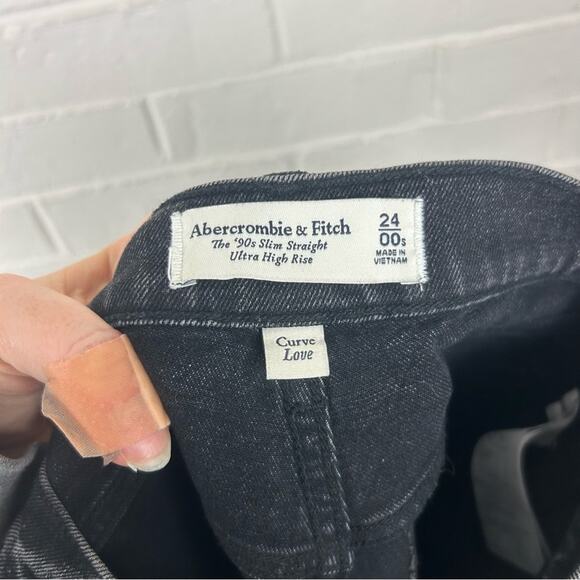 Abercrombie & Fitch
The '90s Slim Straight
Ultra High Rise
24
00s
MADE IN
VIETNAM
Curve
Love